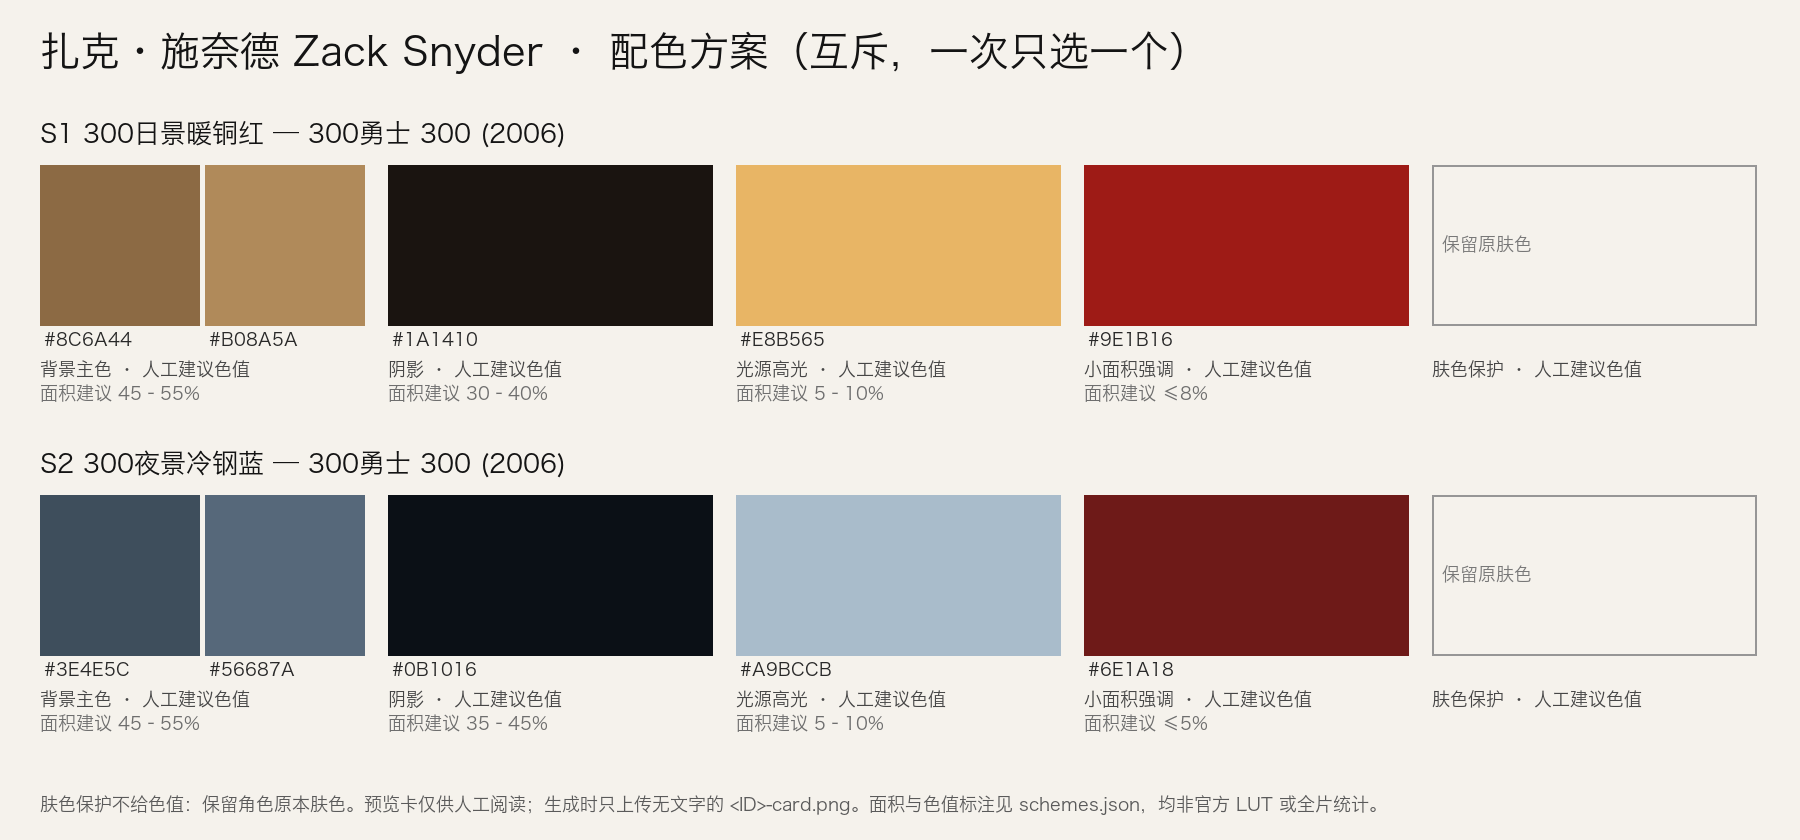 扎克・施奈德 Zack Snyder ・ 配色方案（互斥，一次只选一个）
S1 300日景暖铜红 — 300勇士 300 (2006)
保留原肤色
#8C6A44 #B08A5A #1A1410 #E8B565 #9E1B16
背景主色 ・ 人工建议色值 阴影 ・ 人工建议色值 光源高光 ・ 人工建议色值 小面积强调 ・ 人工建议色值 肤色保护 ・ 人工建议色值
面积建议 45 - 55% 面积建议 30 - 40% 面积建议 5 - 10% 面积建议 ≤8%
S2 300夜景冷钢蓝 — 300勇士 300 (2006)
保留原肤色
#3E4E5C #56687A #0B1016 #A9BCCB #6E1A18
背景主色 ・ 人工建议色值 阴影 ・ 人工建议色值 光源高光 ・ 人工建议色值 小面积强调 ・ 人工建议色值 肤色保护 ・ 人工建议色值
面积建议 45 - 55% 面积建议 35 - 45% 面积建议 5 - 10% 面积建议 ≤5%
肤色保护不给色值：保留角色原本肤色。预览卡仅供人工阅读；生成时只上传无文字的 <ID>-card.png。面积与色值标注见 schemes.json，均非官方 LUT 或全片统计。